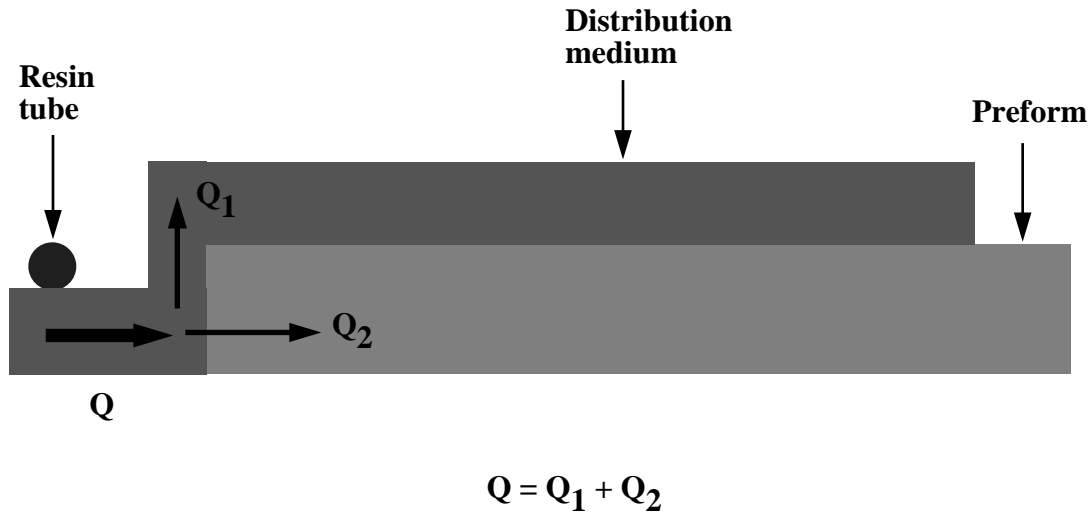 Distribution
medium
Resin
tube
Preform
Q1
Q2
Q
Q = Q1 + Q2